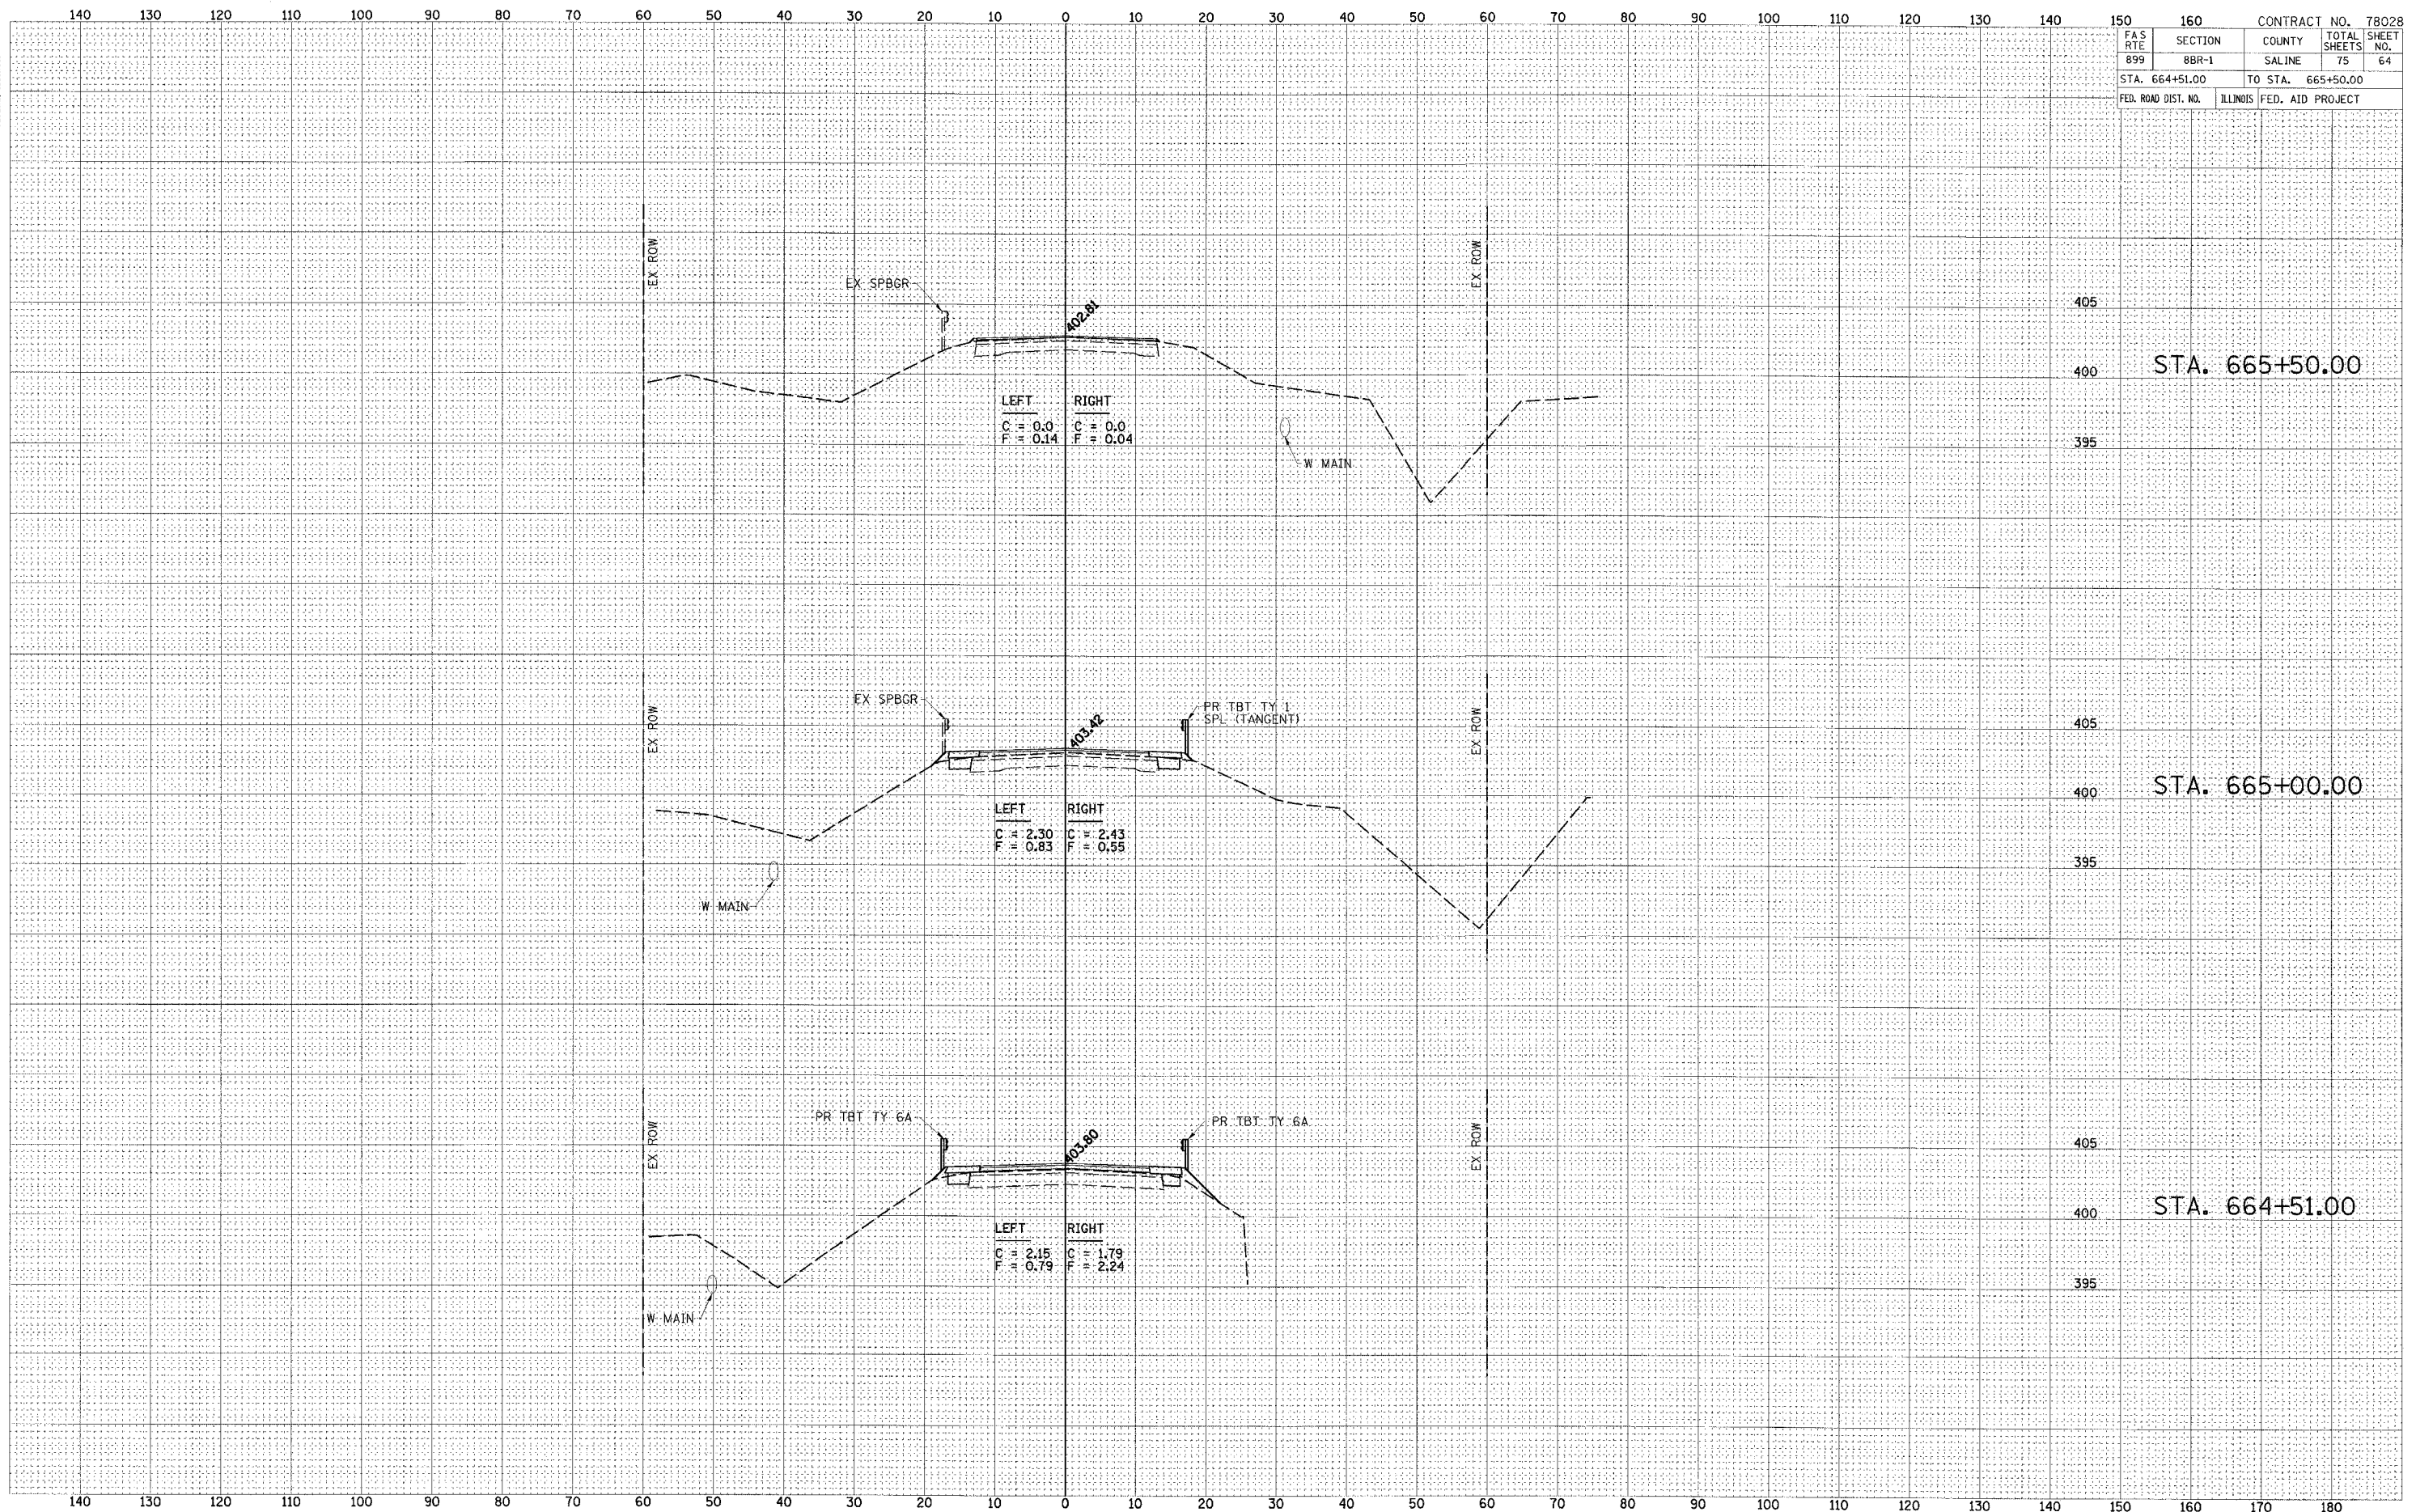 140 130 120 110 100 90 80 70 60 50 40 30 20 10 0 10 20 30 40 50 60 70 80 90 100 110 120 130 140 150 160
CONTRACT NO. 78028
FAS RTE SECTION COUNTY TOTAL SHEETS SHEET NO.
899 8BR-1 SALINE 75 64
STA. 664+51.00 TO STA. 665+50.00
FED. ROAD DIST. NO. ILLINOIS FED. AID PROJECT
EX ROW
EX ROW
EX SPBGR
402.81
405
400
395
STA. 665+50.00
LEFT RIGHT
C = 0.0 C = 0.0
F = 0.14 F = 0.04
W MAIN
EX ROW
EX ROW
EX SPBGR
PR TBT TY 1
SPL (TANGENT)
403.42
405
400
395
STA. 665+00.00
LEFT RIGHT
C = 2.30 C = 2.43
F = 0.83 F = 0.55
W MAIN
EX ROW
EX ROW
PR TBT TY 6A
PR TBT TY 6A
403.80
405
400
395
STA. 664+51.00
LEFT RIGHT
C = 2.15 C = 1.79
F = 0.79 F = 2.24
W MAIN
140 130 120 110 100 90 80 70 60 50 40 30 20 10 0 10 20 30 40 50 60 70 80 90 100 110 120 130 140 150 160 170 180